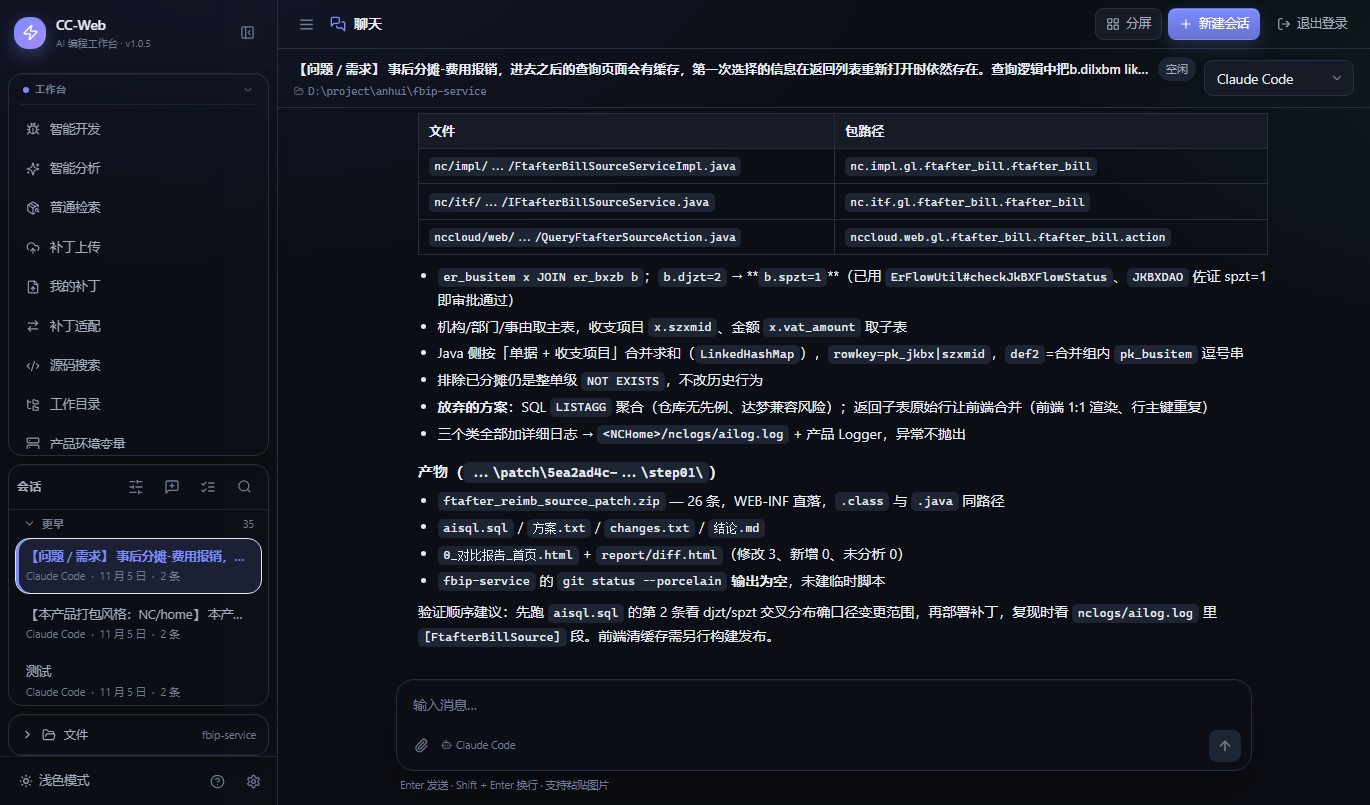 CC-Web
AI 编程工作台 · v1.0.5
工作台
智能开发
智能分析
普通检索
补丁上传
我的补丁
补丁适配
源码搜索
工作目录
产品环境变量
会话
更早 35
【问题 / 需求】 事后分摊-费用报销，...
Claude Code · 11 月 5 日 · 2 条
【本产品打包风格：NC/home】 本产...
Claude Code · 11 月 5 日 · 2 条
测试
Claude Code · 11 月 5 日 · 2 条
文件 fbip-service
浅色模式
聊天
分屏
新建会话
退出登录
【问题 / 需求】 事后分摊-费用报销，进去之后的查询页面会有缓存，第一次选择的信息在返回列表重新打开时依然存在。查询逻辑中把b.dilxbm lik... 空闲 Claude Code
D:\project\anhui\fbip-service
文件 包路径
nc/impl/ ... /FtafterBillSourceServiceImpl.java nc.impl.gl.ftafter_bill.ftafter_bill
nc/itf/ ... /IFtafterBillSourceService.java nc.itf.gl.ftafter_bill.ftafter_bill
nccloud/web/ ... /QueryFtafterSourceAction.java nccloud.web.gl.ftafter_bill.ftafter_bill.action
• er_busitem x JOIN er_bxzb b ；b.djzt=2 → ** b.spzt=1 **（已用 ErFlowUtil#checkJkBXFlowStatus 、 JKBXDAO 佐证 spzt=1
即审批通过）
• 机构/部门/事由取主表，收支项目 x.szxmid 、金额 x.vat_amount 取子表
• Java 侧按「单据 + 收支项目」合并求和（ LinkedHashMap ），rowkey=pk_jkbx|szxmid ，def2 =合并组内 pk_busitem 逗号串
• 排除已分摊仍是整单级 NOT EXISTS ，不改历史行为
• 放弃的方案：SQL LISTAGG 聚合（仓库无先例、达梦兼容风险）；返回子表原始行让前端合并（前端 1:1 渲染、行主键重复）
• 三个类全部加详细日志 → <NCHome>/nclogs/ailog.log + 产品 Logger，异常不抛出
产物（ ...\patch\5ea2ad4c- ... \step01\ ）
• ftafter_reimb_source_patch.zip — 26 条，WEB-INF 直落，.class 与 .java 同路径
• aisql.sql / 方案.txt / changes.txt / 结论.md
• 0_对比报告_首页.html + report/diff.html （修改 3、新增 0、未分析 0）
• fbip-service 的 git status --porcelain 输出为空，未建临时脚本
验证顺序建议：先跑 aisql.sql 的第 2 条看 djzt/spzt 交叉分布确口径变更范围，再部署补丁，复现时看 nclogs/ailog.log 里
[FtafterBillSource] 段。前端清缓存需另行构建发布。
输入消息...
Claude Code
Enter 发送 · Shift + Enter 换行 · 支持粘贴图片